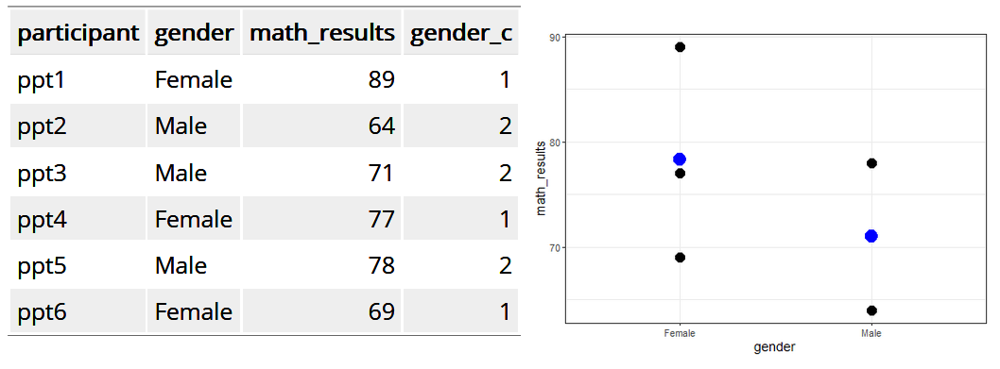 participant gender math_results gender_c
ppt1 Female 89 1
ppt2 Male 64 2
ppt3 Male 71 2
ppt4 Female 77 1
ppt5 Male 78 2
ppt6 Female 69 1
90
80
70
math_results
Female Male
gender